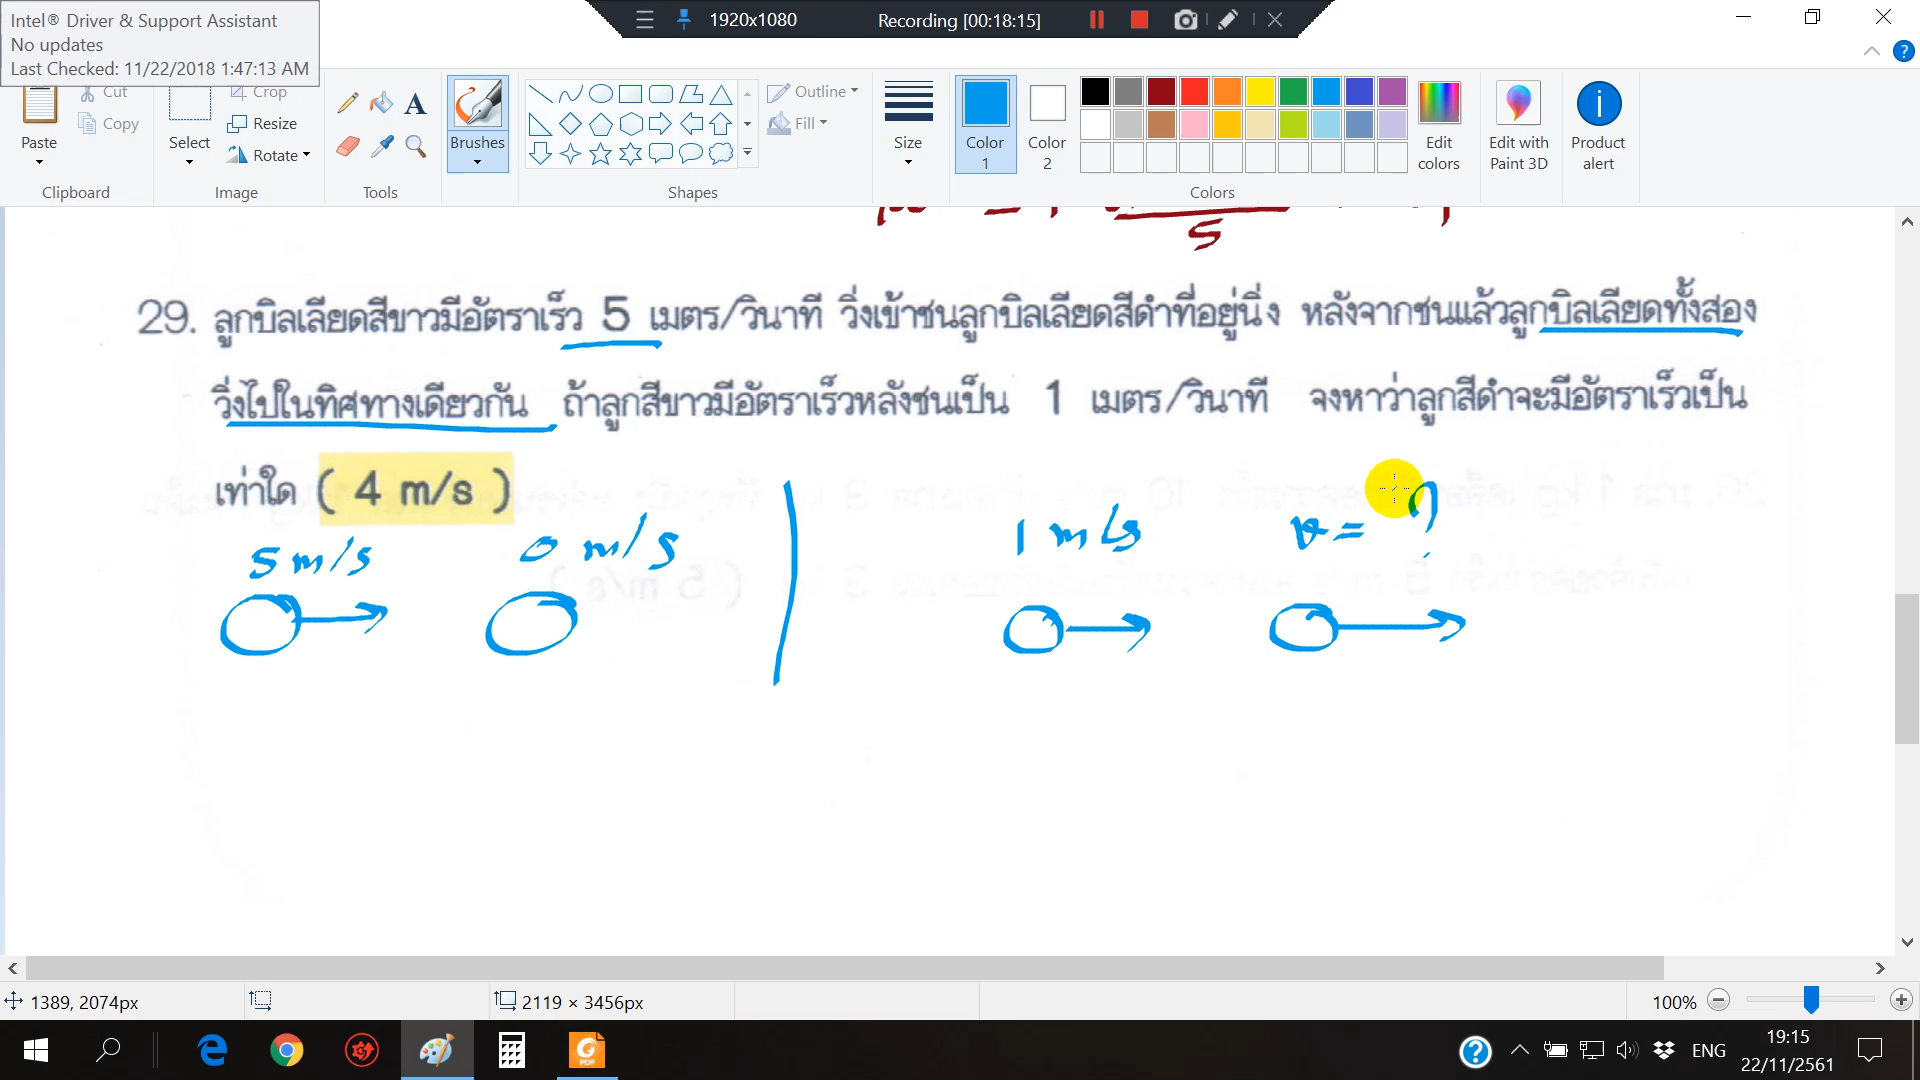 Intel® Driver & Support Assistant
No updates
Last Checked: 11/22/2018 1:47:13 AM
1920x1080
Recording [00:18:15]
Paste
Cut
Copy
Clipboard
Select
Crop
Resize
Rotate
Image
Tools
Brushes
Shapes
Outline
Fill
Size
Color 1
Color 2
Colors
Edit colors
Edit with Paint 3D
Product alert
5
29. ลูกบิลเลียดสีขาวมีอัตราเร็ว 5 เมตร/วินาที วิ่งเข้าชนลูกบิลเลียดสีดำที่อยู่นิ่ง หลังจากชนแล้วลูกบิลเลียดทั้งสอง
วิ่งไปในทิศทางเดียวกัน ถ้าลูกสีขาวมีอัตราเร็วหลังชนเป็น 1 เมตร/วินาที จงหาว่าลูกสีดำจะมีอัตราเร็วเป็น
เท่าใด ( 4 m/s )
5 m/s 0 m/s 1 m/s v = ?
1389, 2074px
2119 × 3456px
100%
PDF
ENG
19:15
22/11/2561